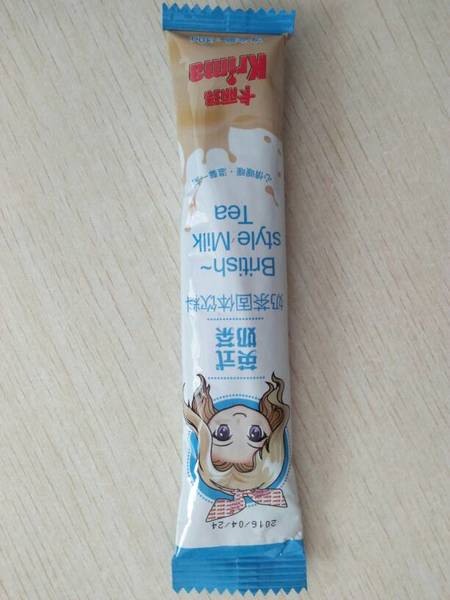 2016/04/24
英式
奶茶
奶茶固体饮料
British~
style Milk
Tea
卡丽玛
Krima